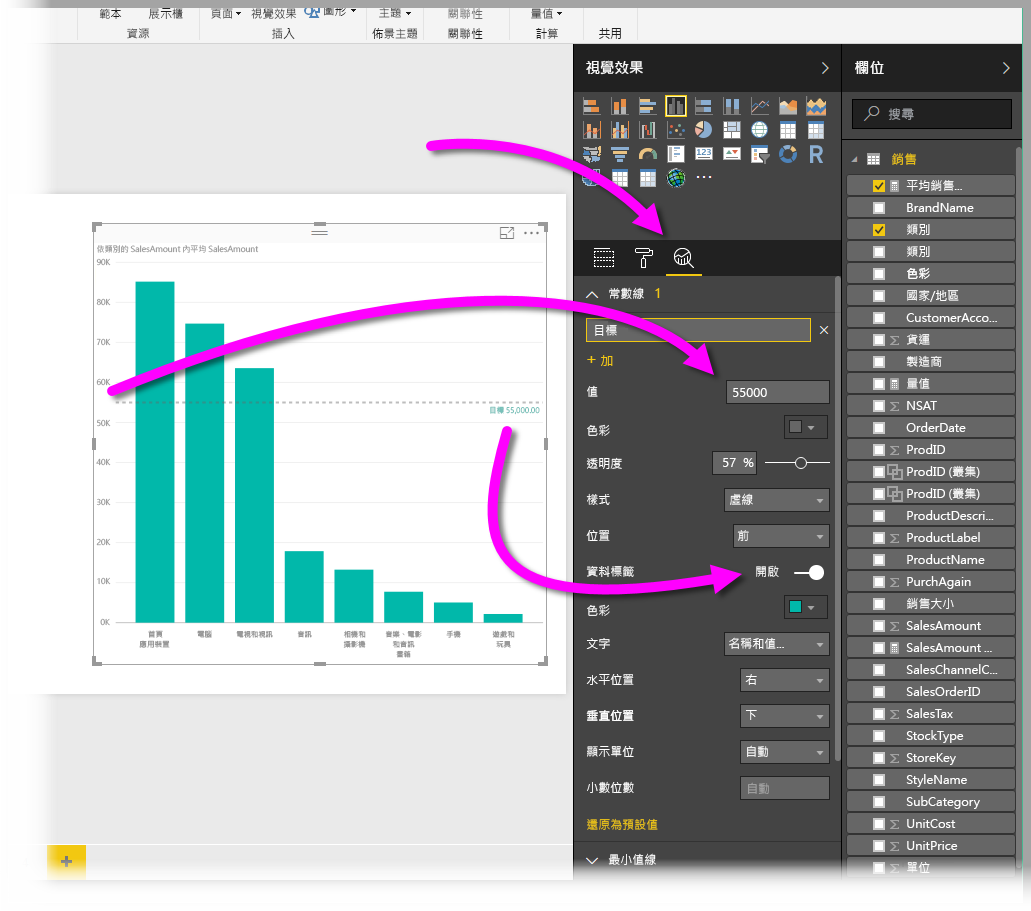 範本 展示櫃 頁面 視覺效果 圖形 主題 關聯性 量值
資源 插入 佈景主題 關聯性 計算 共用
視覺效果
欄位
搜尋
123
R
銷售
平均銷售...
BrandName
類別
類別
色彩
國家/地區
CustomerAcco...
貨運
製造商
量值
NSAT
OrderDate
ProdID
ProdID (叢集)
ProdID (叢集)
ProductDescri...
ProductLabel
ProductName
PurchAgain
銷售大小
SalesAmount
SalesAmount ...
SalesChannelC...
SalesOrderID
SalesTax
StockType
StoreKey
StyleName
SubCategory
UnitCost
UnitPrice
單位
常數線 1
目標
+ 加
值 55000
色彩
透明度 57 %
樣式 虛線
位置 前
資料標籤 開啟
色彩
文字 名稱和值...
水平位置 右
垂直位置 下
顯示單位 自動
小數位數 自動
還原為預設值
最小值線
依類別的 SalesAmount 內平均 SalesAmount
90K
80K
70K
60K
50K
40K
30K
20K
10K
0K
目標 55,000.00
首頁
應用裝置
電腦
電視和視訊
音訊
相機和
攝影機
音樂、電影
和音訊
書籍
手機
遊戲和
玩具
+